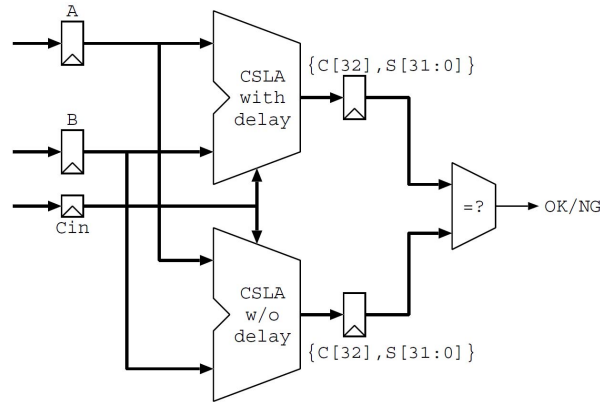 A
B
Cin
CSLA
with
delay
{C[32],S[31:0]}
CSLA
w/o
delay
{C[32],S[31:0]}
=?
OK/NG